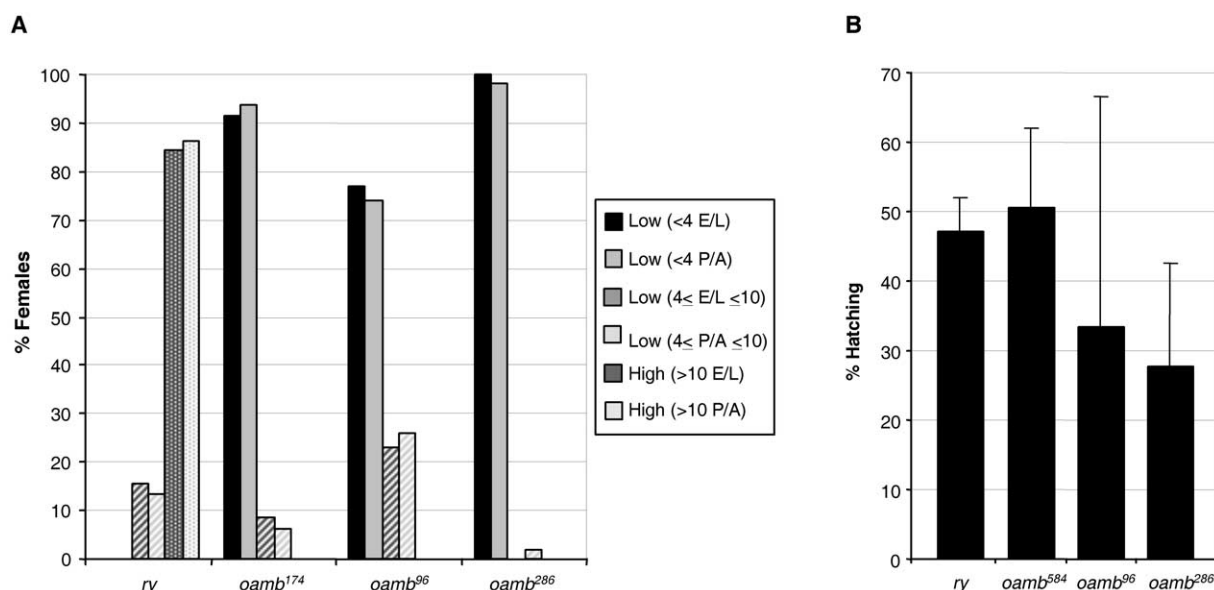 A
% Females
100
90
80
70
60
50
40
30
20
10
0
ry
oamb¹⁷⁴
oamb⁹⁶
oamb²⁸⁶
Low (<4 E/L)
Low (<4 P/A)
Low (4≤ E/L ≤10)
Low (4≤ P/A ≤10)
High (>10 E/L)
High (>10 P/A)
B
% Hatching
70
60
50
40
30
20
10
0
ry
oamb⁵⁸⁴
oamb⁹⁶
oamb²⁸⁶